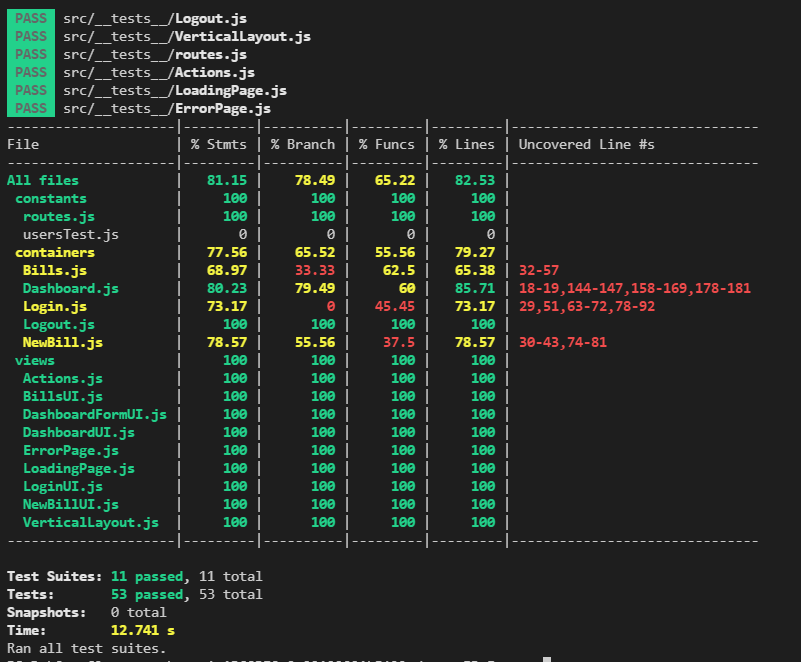 PASS src/__tests__/Logout.js
PASS src/__tests__/VerticalLayout.js
PASS src/__tests__/routes.js
PASS src/__tests__/Actions.js
PASS src/__tests__/LoadingPage.js
PASS src/__tests__/ErrorPage.js
---------------------|---------|----------|---------|---------|-------------------------------
File                 | % Stmts | % Branch | % Funcs | % Lines | Uncovered Line #s
---------------------|---------|----------|---------|---------|-------------------------------
All files            |   81.15 |    78.49 |   65.22 |   82.53 |
 constants           |     100 |      100 |     100 |     100 |
  routes.js          |     100 |      100 |     100 |     100 |
  usersTest.js       |       0 |        0 |       0 |       0 |
 containers          |   77.56 |    65.52 |   55.56 |   79.27 |
  Bills.js           |   68.97 |    33.33 |    62.5 |   65.38 | 32-57
  Dashboard.js       |   80.23 |    79.49 |      60 |   85.71 | 18-19,144-147,158-169,178-181
  Login.js           |   73.17 |        0 |   45.45 |   73.17 | 29,51,63-72,78-92
  Logout.js          |     100 |      100 |     100 |     100 |
  NewBill.js         |   78.57 |    55.56 |    37.5 |   78.57 | 30-43,74-81
 views               |     100 |      100 |     100 |     100 |
  Actions.js         |     100 |      100 |     100 |     100 |
  BillsUI.js         |     100 |      100 |     100 |     100 |
  DashboardFormUI.js |     100 |      100 |     100 |     100 |
  DashboardUI.js     |     100 |      100 |     100 |     100 |
  ErrorPage.js       |     100 |      100 |     100 |     100 |
  LoadingPage.js     |     100 |      100 |     100 |     100 |
  LoginUI.js         |     100 |      100 |     100 |     100 |
  NewBillUI.js       |     100 |      100 |     100 |     100 |
  VerticalLayout.js  |     100 |      100 |     100 |     100 |
---------------------|---------|----------|---------|---------|-------------------------------
Test Suites: 11 passed, 11 total
Tests:       53 passed, 53 total
Snapshots:   0 total
Time:        12.741 s
Ran all test suites.